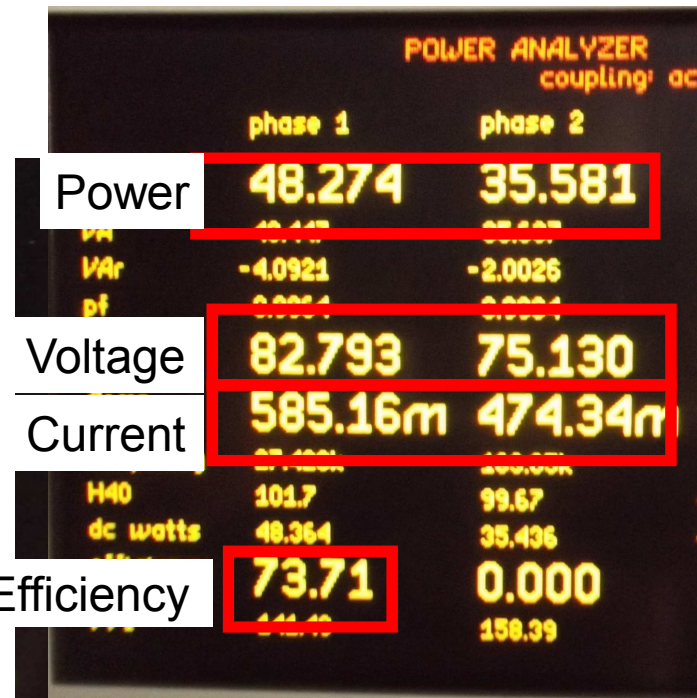 POWER ANALYZER
coupling: ac
phase 1 phase 2
Power 48.274 35.581
VAr -4.0921 -2.0026
pf
Voltage 82.793 75.130
Current 585.16m 474.34m
H40 101.7 99.67
dc watts 48.364 35.436
Efficiency 73.71 0.000
158.39